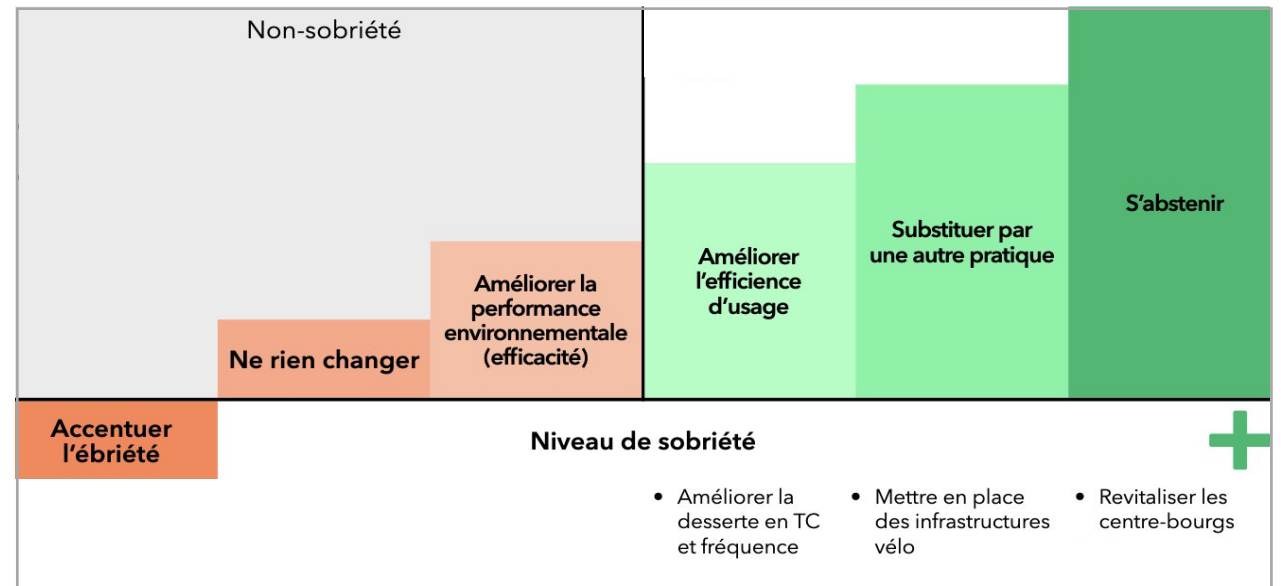 Non-sobriété
S'abstenir
Substituer par
une autre pratique
Améliorer
l'efficience
d'usage
Améliorer la
performance
environnementale
(efficacité)
Ne rien changer
Accentuer
l'ébriété
Niveau de sobriété
+
• Améliorer la
desserte en TC
et fréquence
• Mettre en place
des infrastructures
vélo
• Revitaliser les
centre-bourgs